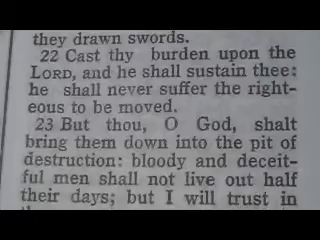 they drawn swords.
22 Cast thy burden upon the
LORD, and he shall sustain thee:
he shall never suffer the right-
eous to be moved.
23 But thou, O God, shalt
bring them down into the pit of
destruction: bloody and deceit-
ful men shall not live out half
their days; but I will trust in